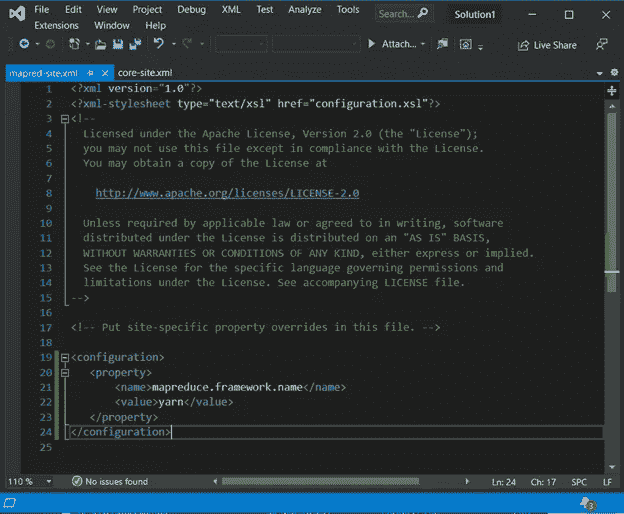 File Edit View Project Debug XML Test Analyze Tools Search... Solution1
Extensions Window Help
Attach... Live Share
mapred-site.xml core-site.xml
1 <?xml version="1.0"?>
2 <?xml-stylesheet type="text/xsl" href="configuration.xsl"?>
3 <!--
4 Licensed under the Apache License, Version 2.0 (the "License");
5 you may not use this file except in compliance with the License.
6 You may obtain a copy of the License at
7
8 http://www.apache.org/licenses/LICENSE-2.0
9
10 Unless required by applicable law or agreed to in writing, software
11 distributed under the License is distributed on an "AS IS" BASIS,
12 WITHOUT WARRANTIES OR CONDITIONS OF ANY KIND, either express or implied.
13 See the License for the specific language governing permissions and
14 limitations under the License. See accompanying LICENSE file.
15 -->
16
17 <!-- Put site-specific property overrides in this file. -->
18
19 <configuration>
20 <property>
21 <name>mapreduce.framework.name</name>
22 <value>yarn</value>
23 </property>
24 </configuration>
25
110 % No issues found Ln: 24 Ch: 17 SPC LF
3